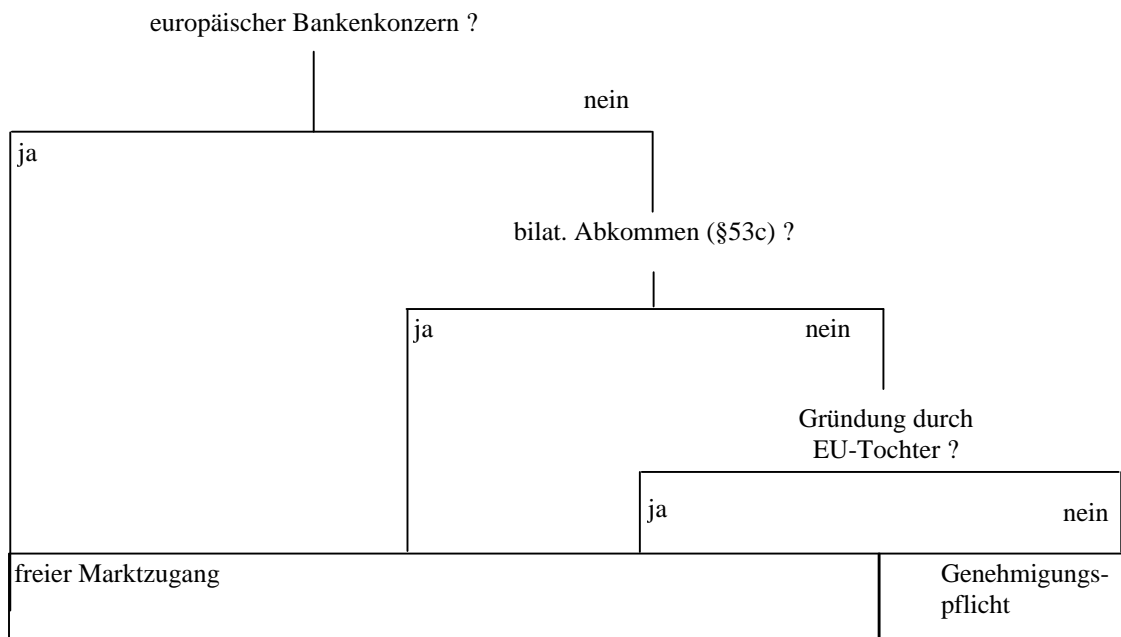 europäischer Bankenkonzern ?
nein
ja
bilat. Abkommen (§53c) ?
ja
nein
Gründung durch
EU-Tochter ?
ja
nein
freier Marktzugang
Genehmigungs-
pflicht